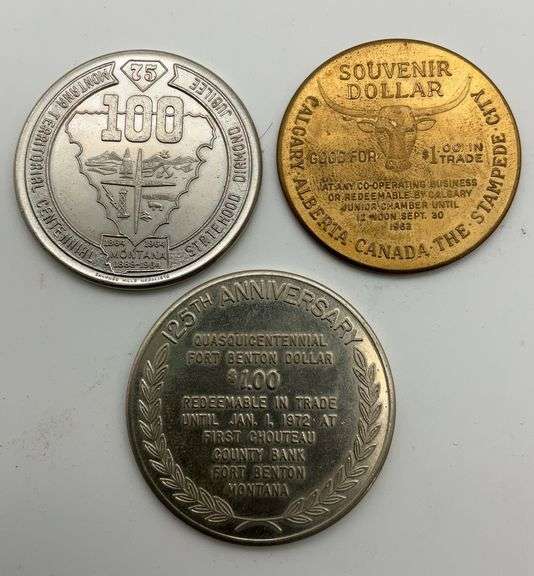 75
100
MONTANA TERRITORIAL CENTENNIAL
STATEHOOD DIAMOND JUBILEE
1864 1964
MONTANA
1889-1964
SOUVENIR
DOLLAR
GOOD FOR $1.00 IN
TRADE
AT ANY CO-OPERATING BUSINESS
OR REDEEMABLE BY CALGARY
JUNIOR CHAMBER UNTIL
12 NOON SEPT. 30
CALGARY ALBERTA CANADA THE STAMPEDE CITY
125TH ANNIVERSARY
QUASQUICENTENNIAL
FORT BENTON DOLLAR
$1.00
REDEEMABLE IN TRADE
UNTIL JAN. 1, 1972 AT
FIRST CHOUTEAU
COUNTY BANK
FORT BENTON
MONTANA